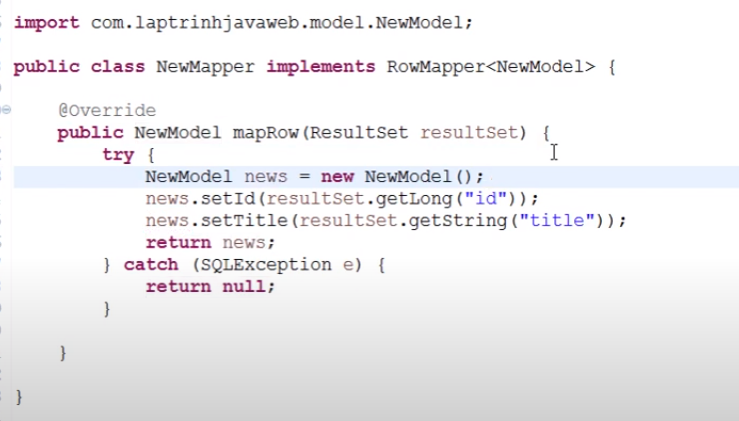 import com.laptrinhjavaweb.model.NewModel;
public class NewMapper implements RowMapper<NewModel> {
@Override
public NewModel mapRow(ResultSet resultSet) {
try {
NewModel news = new NewModel();
news.setId(resultSet.getLong("id"));
news.setTitle(resultSet.getString("title"));
return news;
} catch (SQLException e) {
return null;
}
}
}